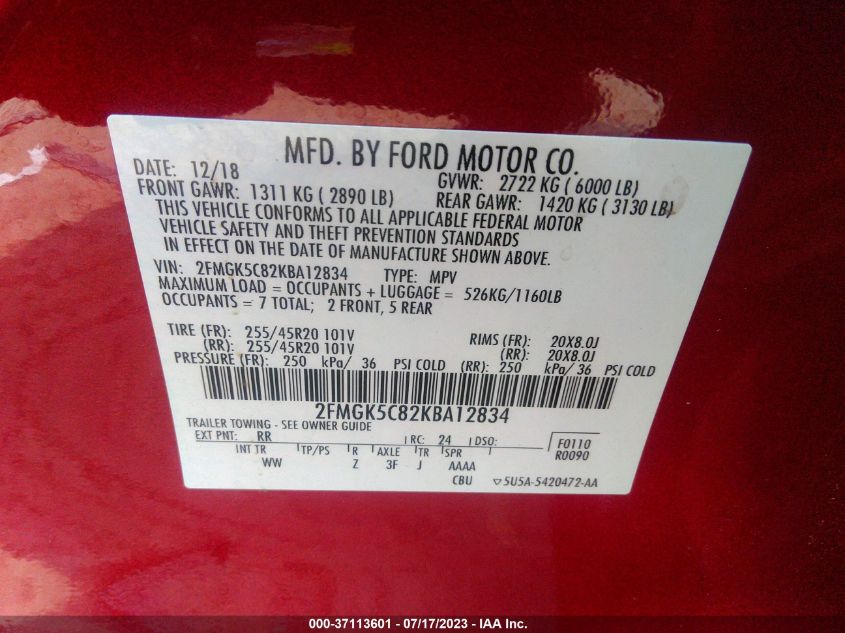 MFD. BY FORD MOTOR CO.
DATE: 12/18 GVWR: 2722 KG ( 6000 LB)
FRONT GAWR: 1311 KG ( 2890 LB) REAR GAWR: 1420 KG ( 3130 LB)
THIS VEHICLE CONFORMS TO ALL APPLICABLE FEDERAL MOTOR
VEHICLE SAFETY AND THEFT PREVENTION STANDARDS
IN EFFECT ON THE DATE OF MANUFACTURE SHOWN ABOVE.
VIN: 2FMGK5C82KBA12834 TYPE: MPV
MAXIMUM LOAD = OCCUPANTS + LUGGAGE = 526KG/1160LB
OCCUPANTS = 7 TOTAL; 2 FRONT, 5 REAR
TIRE (FR): 255/45R20 101V RIMS (FR): 20X8.0J
(RR): 255/45R20 101V (RR): 20X8.0J
PRESSURE (FR): 250 kPa/ 36 PSI COLD (RR): 250 kPa/ 36 PSI COLD
2FMGK5C82KBA12834
TRAILER TOWING - SEE OWNER GUIDE
EXT PNT: RR RC: 24 DSO: F0110
INT TR TP/PS R AXLE TR SPR R0090
WW Z 3F J AAAA
CBU ▽5U5A-5420472-AA
000-37113601 - 07/17/2023 - IAA Inc.